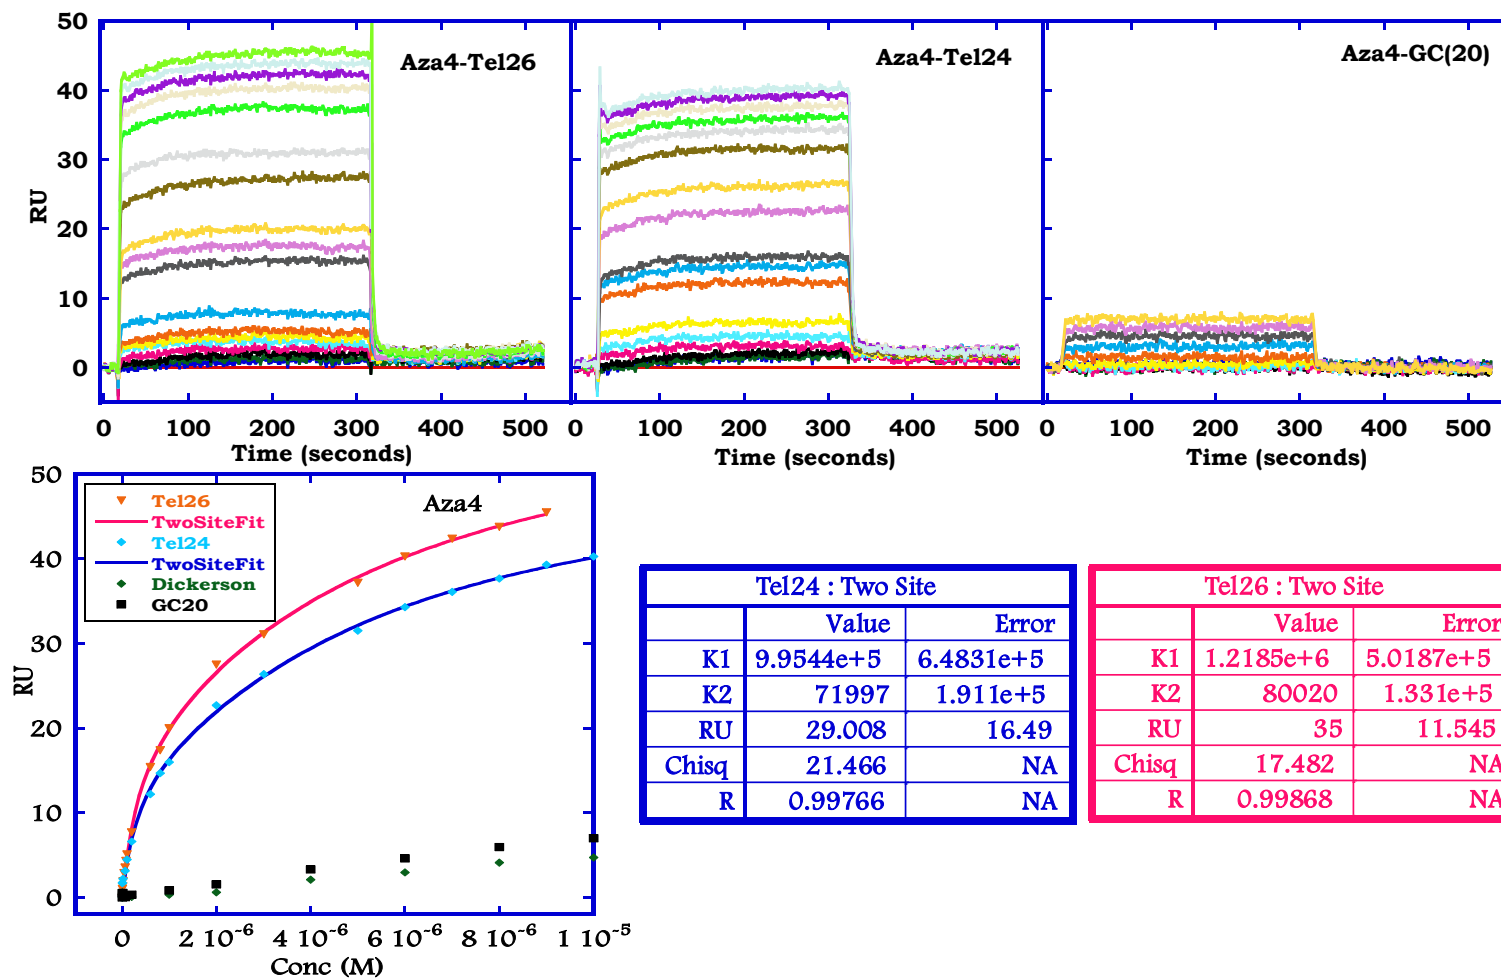 50
40
30
20
10
0
RU
Aza4-Tel26
Aza4-Tel24
Aza4-GC(20)
0 100 200 300 400 500
0 100 200 300 400 500
0 100 200 300 400 500
Time (seconds)
Time (seconds)
Time (seconds)
50
40
30
20
10
0
RU
Tel26
TwoSiteFit
Tel24
TwoSiteFit
Dickerson
GC20
Aza4
0 2 10⁻⁶ 4 10⁻⁶ 6 10⁻⁶ 8 10⁻⁶ 1 10⁻⁵
Conc (M)
Tel24 : Two Site
Value Error
K1 9.9544e+5 6.4831e+5
K2 71997 1.911e+5
RU 29.008 16.49
Chisq 21.466 NA
R 0.99766 NA
Tel26 : Two Site
Value Error
K1 1.2185e+6 5.0187e+5
K2 80020 1.331e+5
RU 35 11.545
Chisq 17.482 NA
R 0.99868 NA